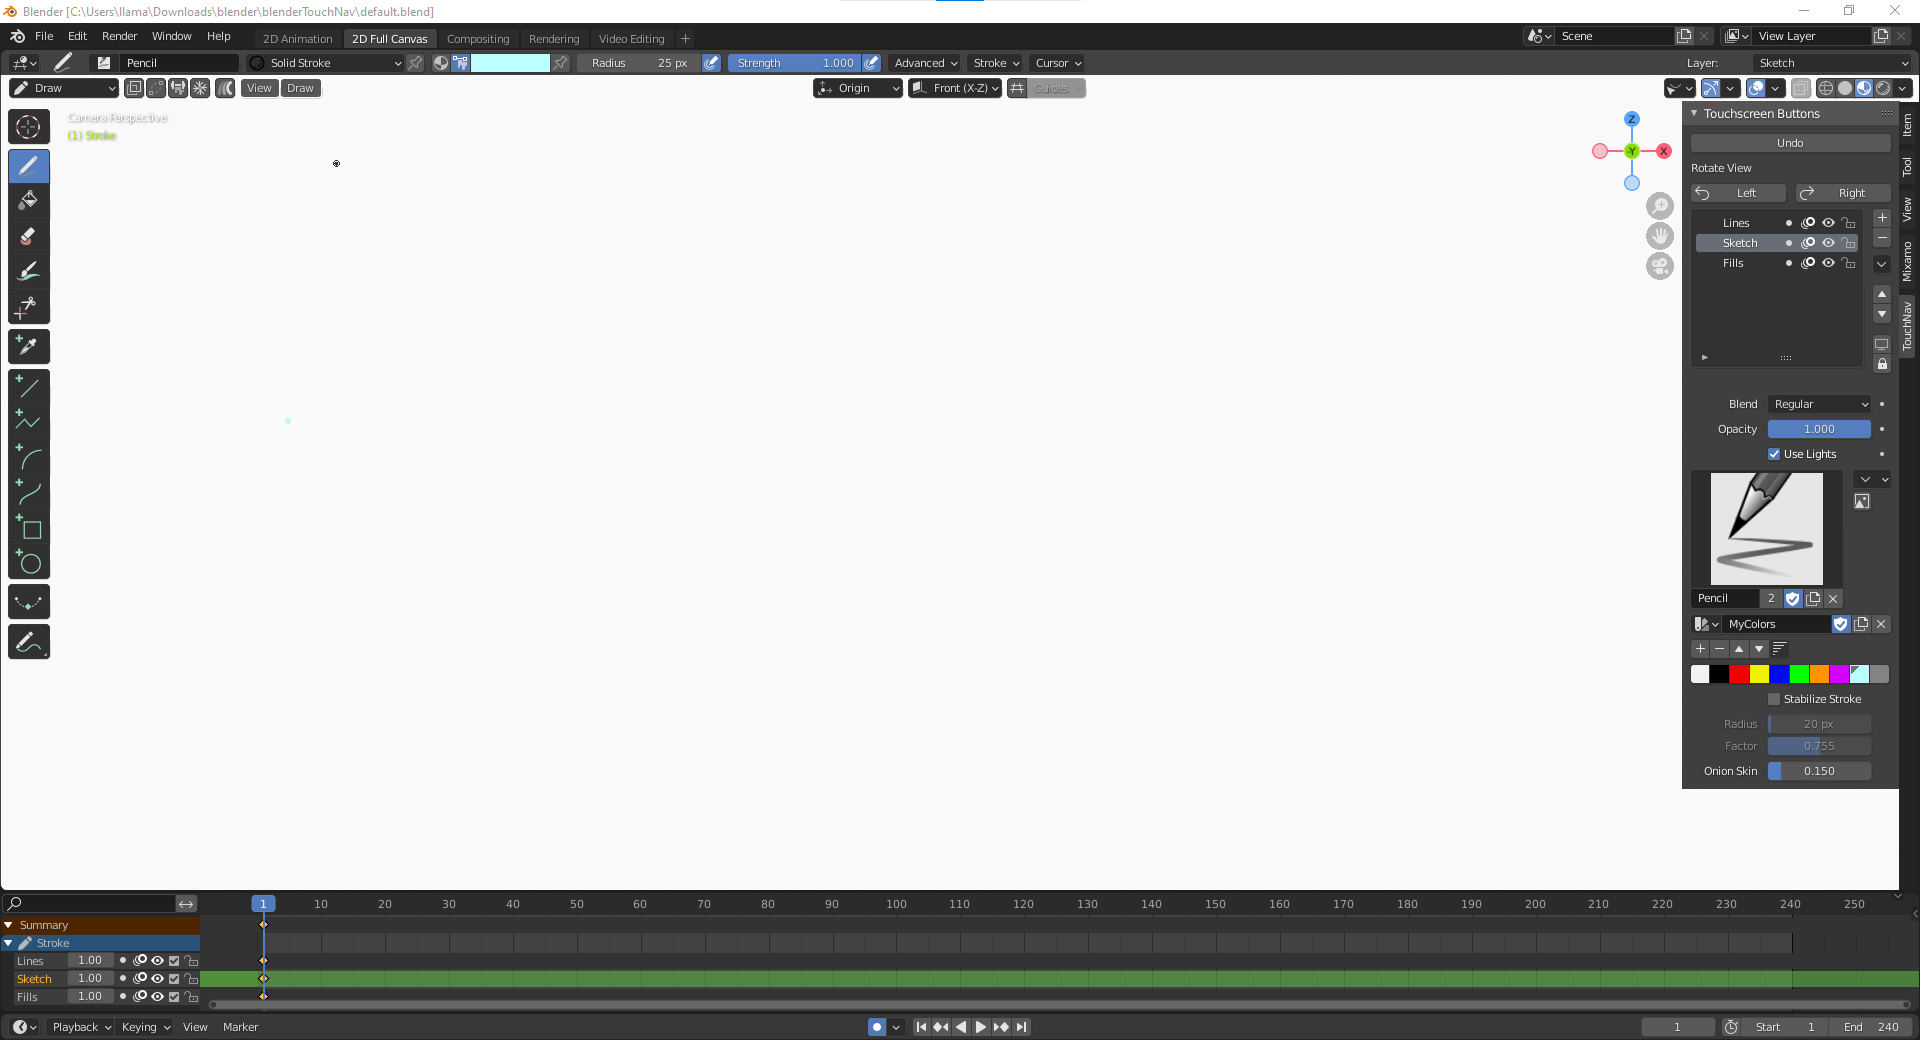 Blender [C:\Users\llama\Downloads\blender\blenderTouchNav\default.blend]
File Edit Render Window Help 2D Animation 2D Full Canvas Compositing Rendering Video Editing + Scene View Layer
Pencil Solid Stroke Radius 25 px Strength 1.000 Advanced Stroke Cursor Layer: Sketch
Draw View Draw Origin Front (X-Z) Guides
Camera Perspective
(1) Stroke
Z
-Y X
Touchscreen Buttons
Undo
Rotate View
Left Right
Lines
Sketch
Fills
Item
Tool
View
Mixamo
TouchNav
Blend Regular
Opacity 1.000
Use Lights
Pencil 2
MyColors
Stabilize Stroke
Radius 20 px
Factor 0.755
Onion Skin 0.150
1 10 20 30 40 50 60 70 80 90 100 110 120 130 140 150 160 170 180 190 200 210 220 230 240 250
Summary
Stroke
Lines 1.00
Sketch 1.00
Fills 1.00
Playback Keying View Marker 1 Start 1 End 240